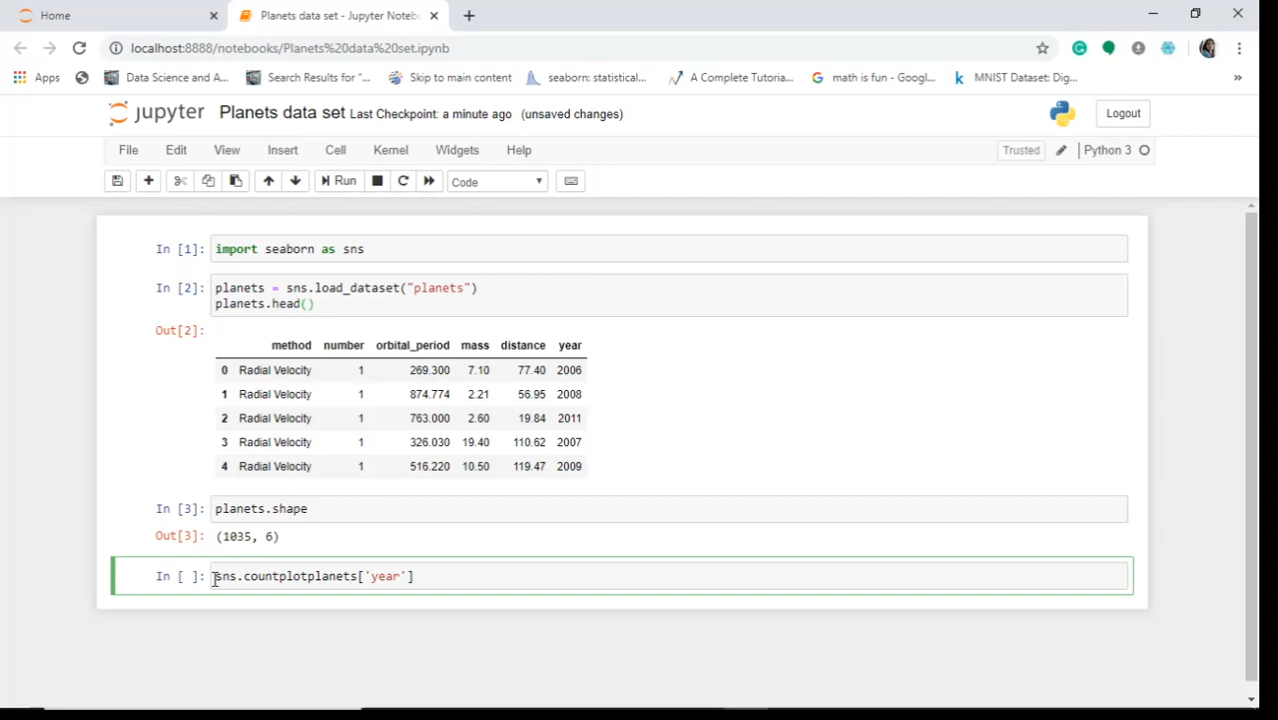 Home
Planets data set - Jupyter Noteb
localhost:8888/notebooks/Planets%20data%20set.ipynb
Apps
Data Science and A...
Search Results for "...
Skip to main content
seaborn: statistical...
A Complete Tutoria...
math is fun - Googl...
MNIST Dataset: Dig...
»
jupyter Planets data set Last Checkpoint: a minute ago (unsaved changes)
Logout
File Edit View Insert Cell Kernel Widgets Help
Trusted
Python 3
Run
Code
In [1]: import seaborn as sns
In [2]: planets = sns.load_dataset("planets")
planets.head()
Out[2]:
method number orbital_period mass distance year
0 Radial Velocity 1 269.300 7.10 77.40 2006
1 Radial Velocity 1 874.774 2.21 56.95 2008
2 Radial Velocity 1 763.000 2.60 19.84 2011
3 Radial Velocity 1 326.030 19.40 110.62 2007
4 Radial Velocity 1 516.220 10.50 119.47 2009
In [3]: planets.shape
Out[3]: (1035, 6)
In [ ]: sns.countplotplanets['year']